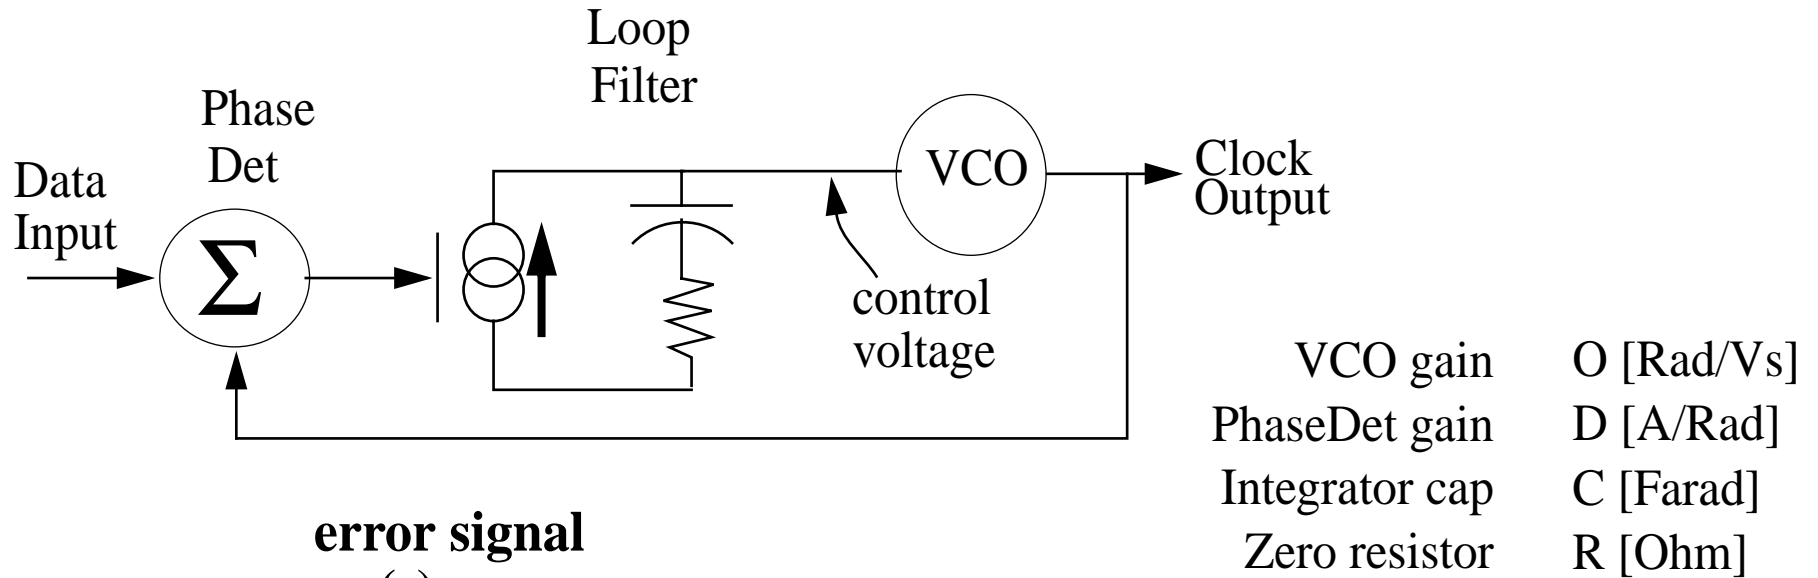 Loop
Filter
Phase
Det
Data
Input
Σ
VCO
Clock
Output
control
voltage
VCO gain O [Rad/Vs]
PhaseDet gain D [A/Rad]
Integrator cap C [Farad]
Zero resistor R [Ohm]
error signal